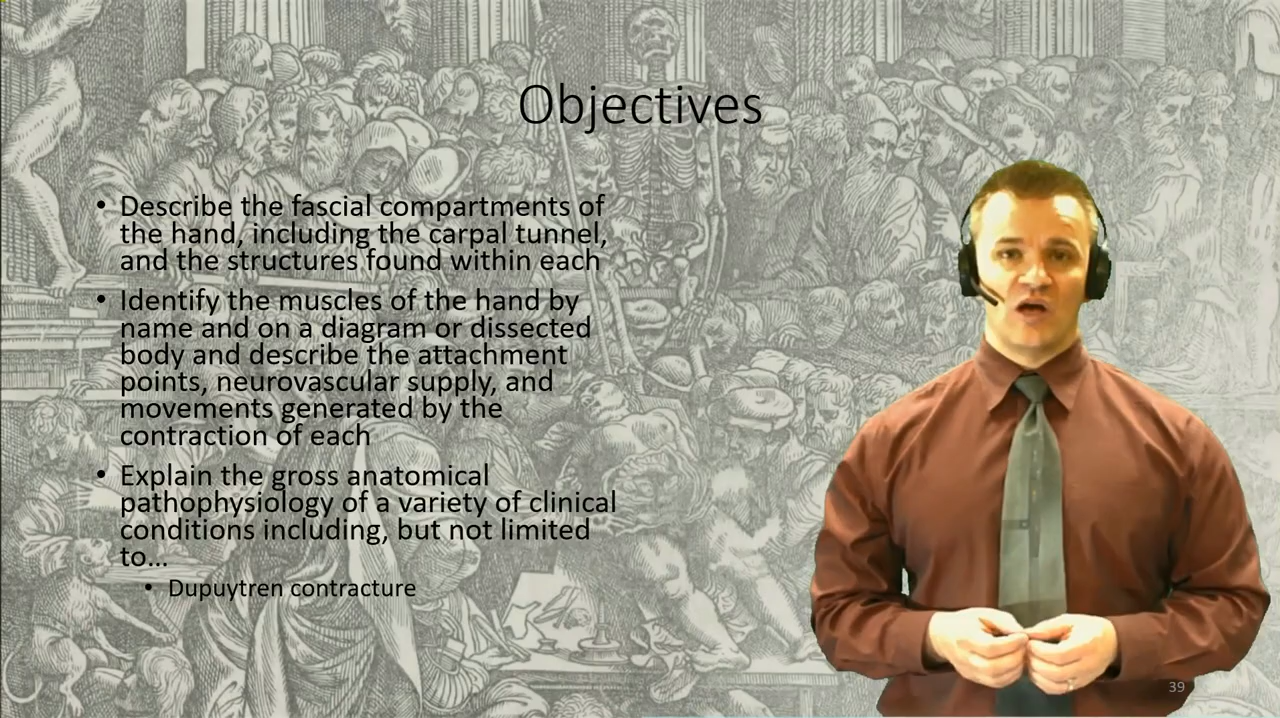 Objectives
• Describe the fascial compartments of
the hand, including the carpal tunnel,
and the structures found within each
• Identify the muscles of the hand by
name and on a diagram or dissected
body and describe the attachment
points, neurovascular supply, and
movements generated by the
contraction of each
• Explain the gross anatomical
pathophysiology of a variety of clinical
conditions including, but not limited
to...
• Dupuytren contracture
39